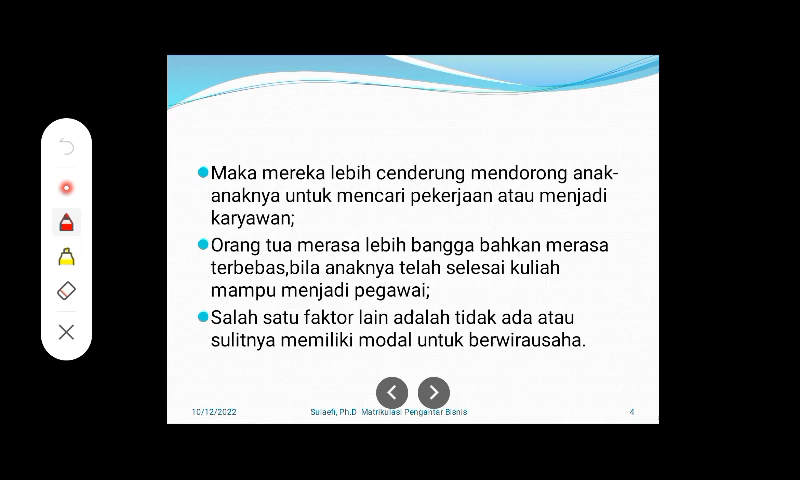 Maka mereka lebih cenderung mendorong anak-
anaknya untuk mencari pekerjaan atau menjadi
karyawan;
Orang tua merasa lebih bangga bahkan merasa
terbebas,bila anaknya telah selesai kuliah
mampu menjadi pegawai;
Salah satu faktor lain adalah tidak ada atau
sulitnya memiliki modal untuk berwirausaha.
10/12/2022 Sulaefi, Ph.D Matrikulasi Pengantar Bisnis 4